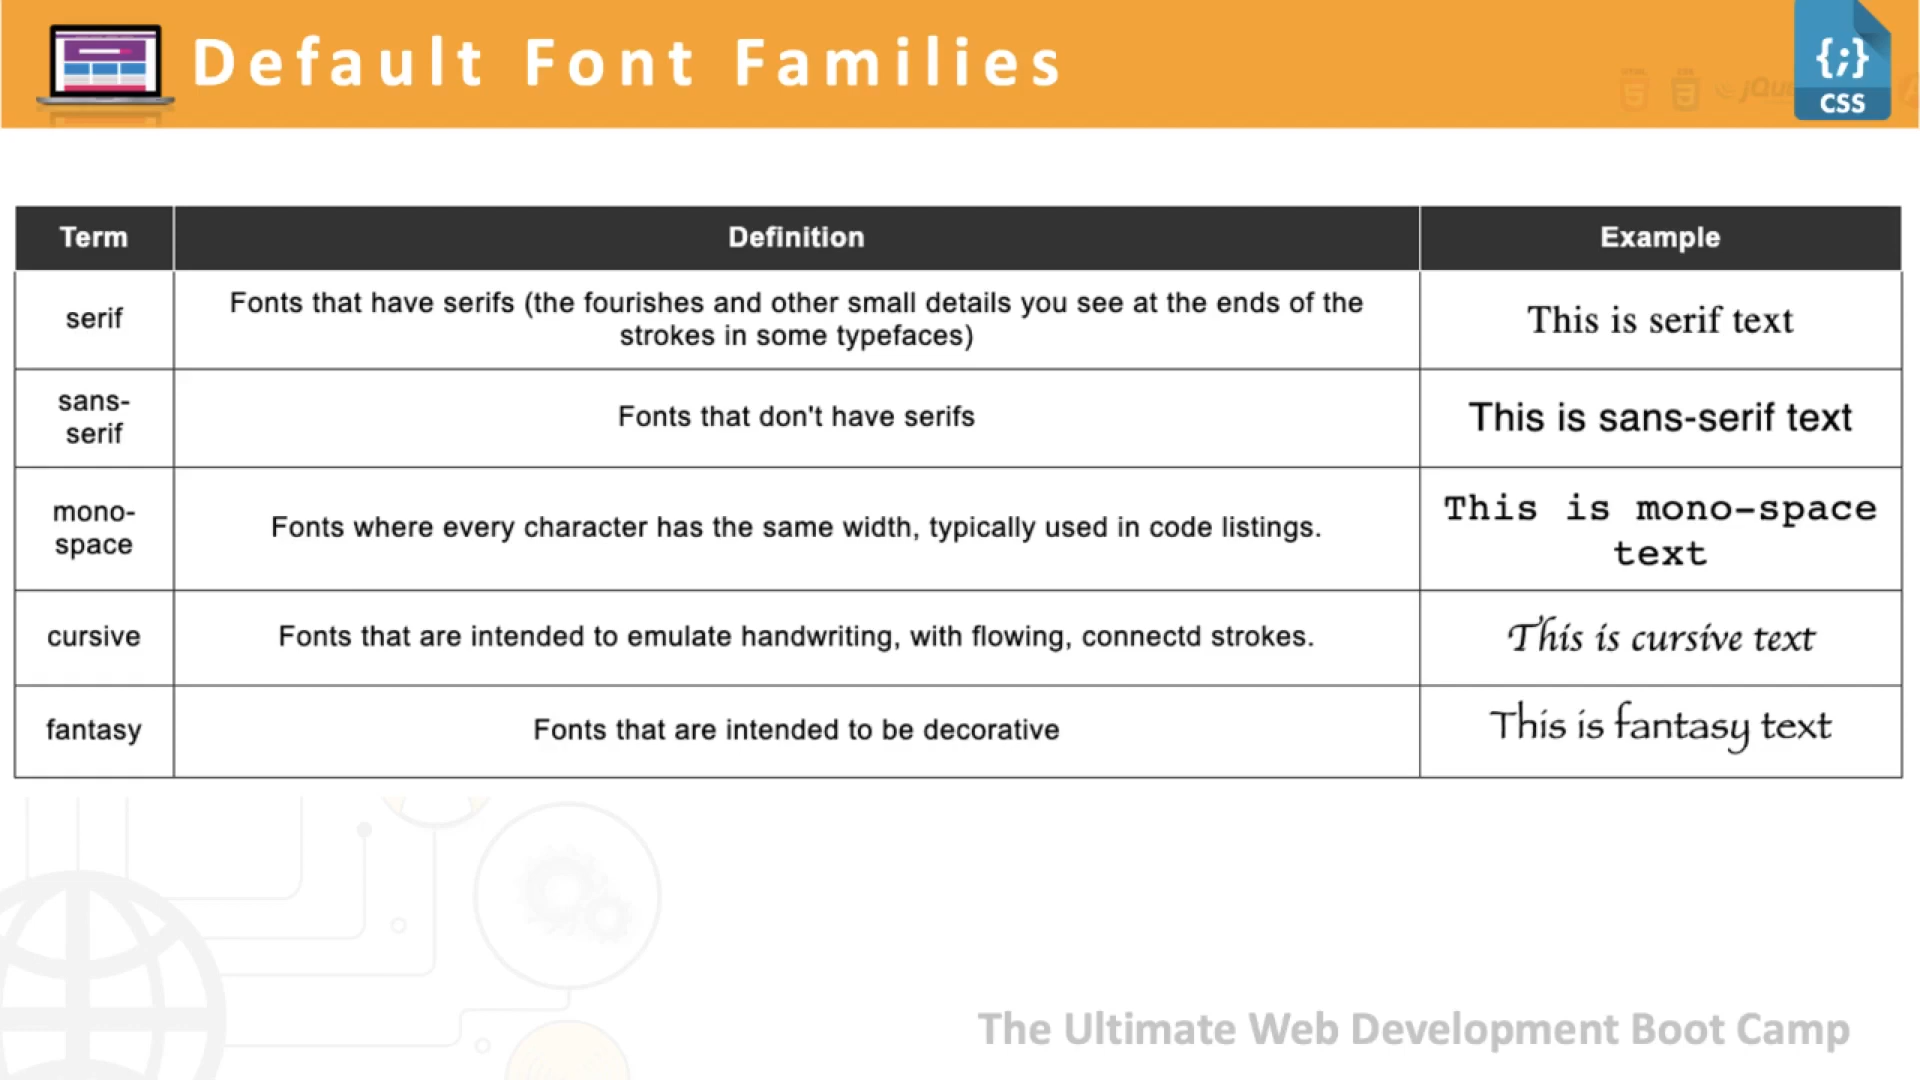 Default Font Families
{;}
CSS
Term Definition Example
serif
Fonts that have serifs (the fourishes and other small details you see at the ends of the
strokes in some typefaces)
This is serif text
sans-
serif
Fonts that don't have serifs
This is sans-serif text
mono-
space
Fonts where every character has the same width, typically used in code listings.
This is mono-space
text
cursive
Fonts that are intended to emulate handwriting, with flowing, connectd strokes.
This is cursive text
fantasy
Fonts that are intended to be decorative
This is fantasy text
The Ultimate Web Development Boot Camp